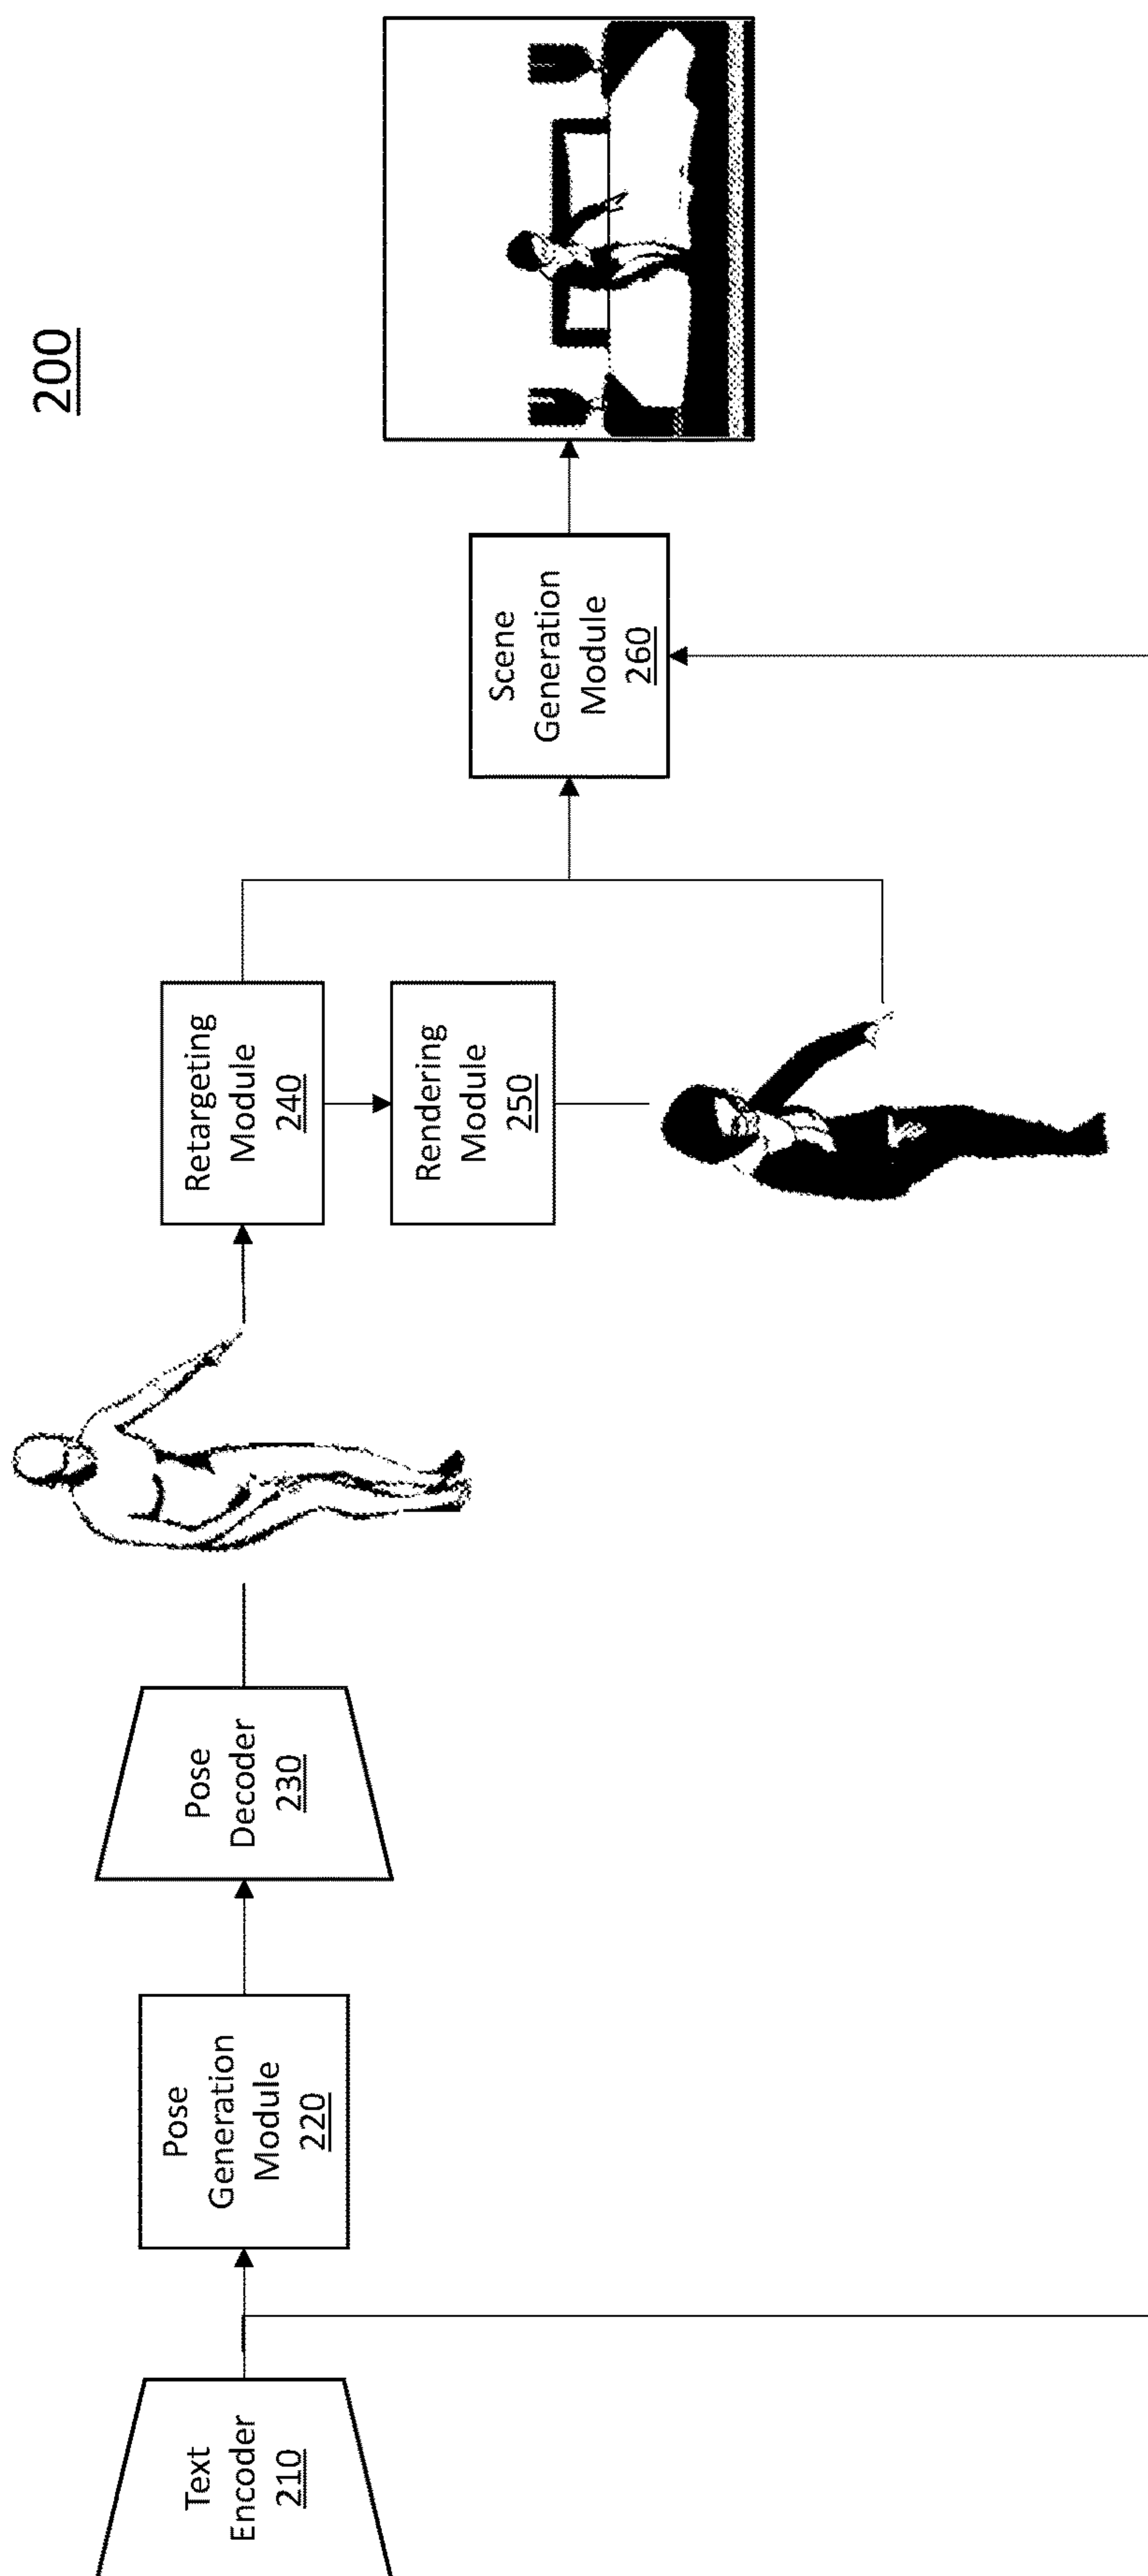 200
Text
Encoder
210
Pose
Generation
Module
220
Pose
Decoder
230
Retargeting
Module
240
Rendering
Module
250
Scene
Generation
Module
260